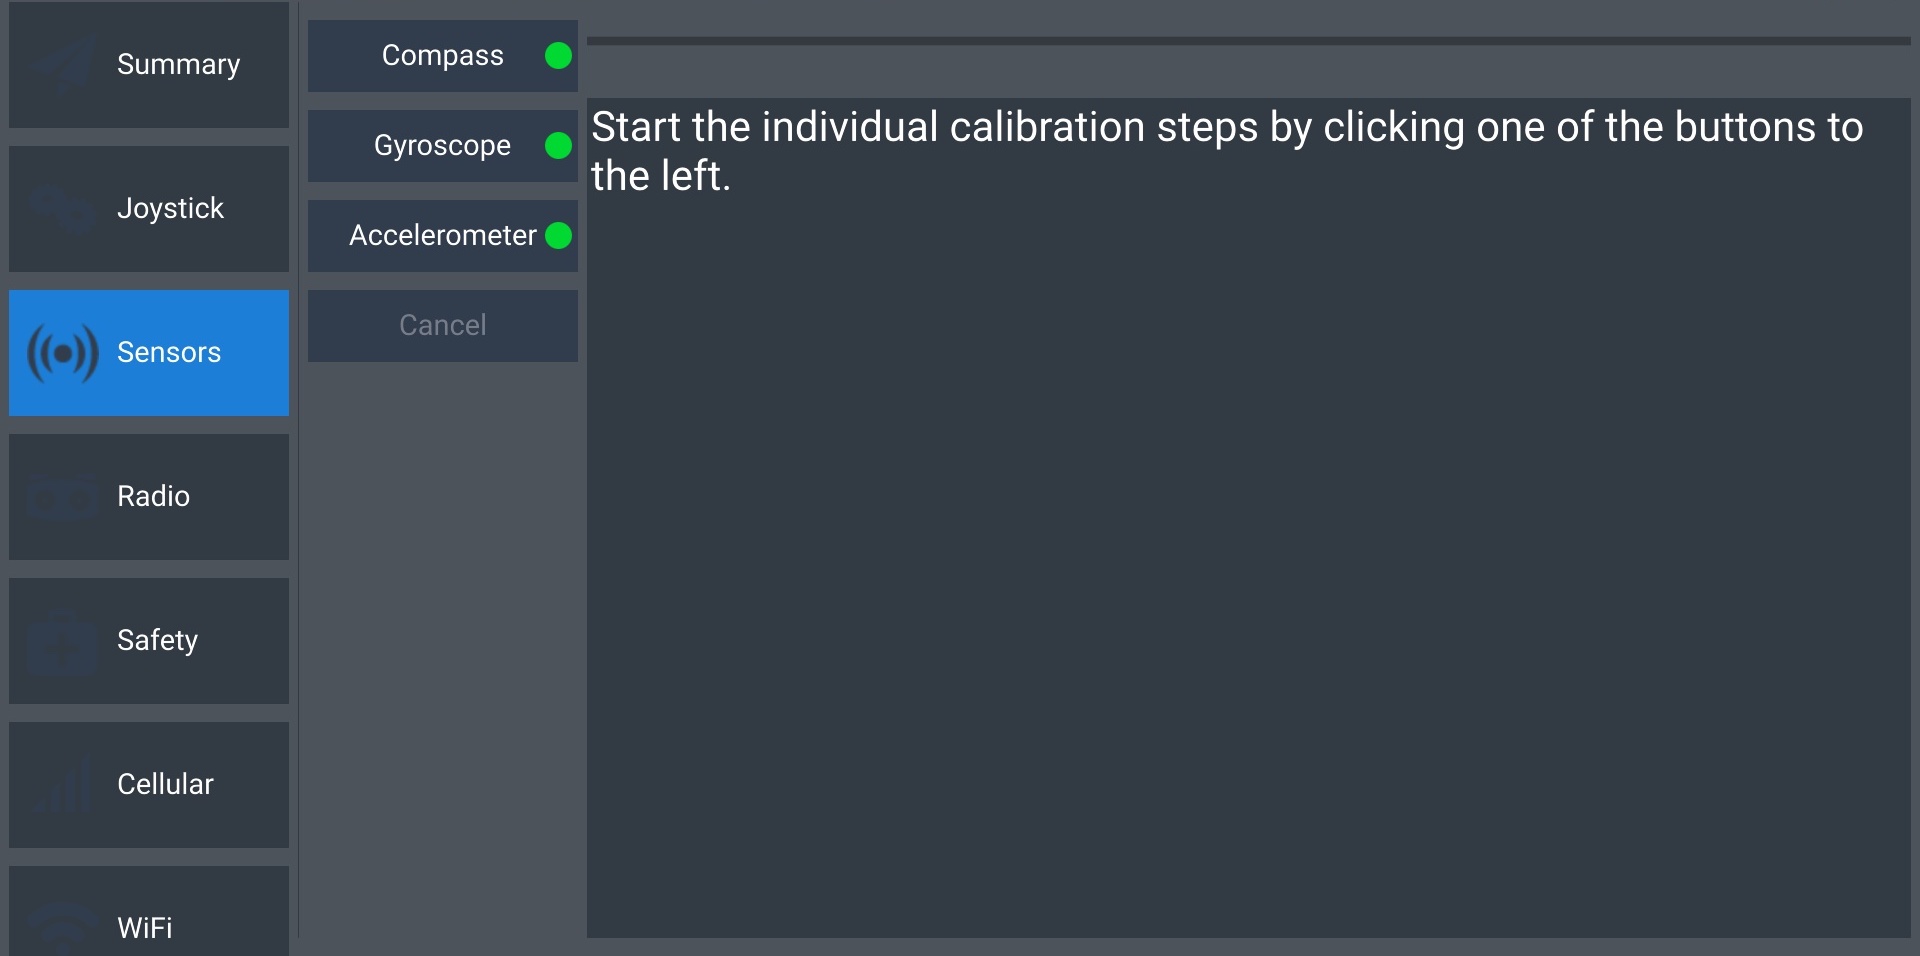 Summary
Joystick
Sensors
Radio
Safety
Cellular
WiFi
Compass
Gyroscope
Accelerometer
Cancel
Start the individual calibration steps by clicking one of the buttons to
the left.